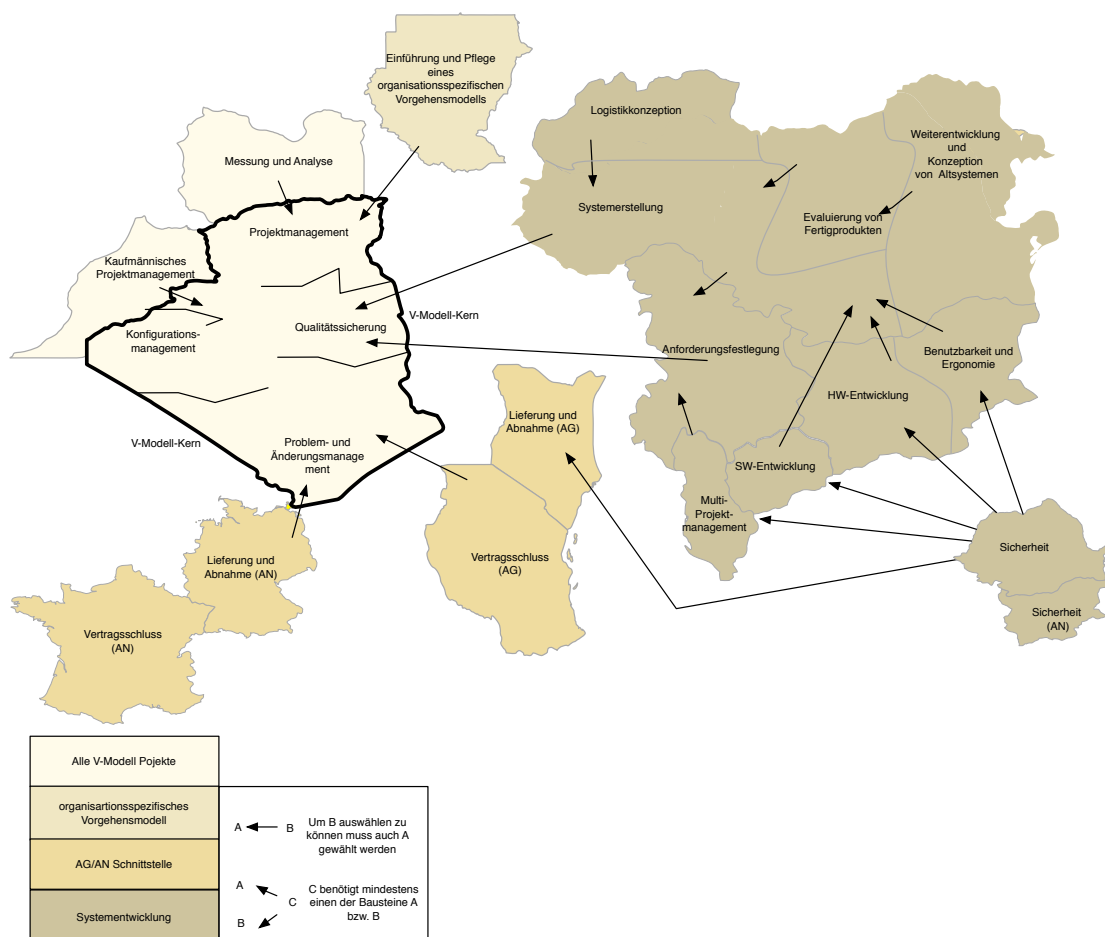 Einführung und Pflege
eines
organisationsspezifischen
Vorgehensmodells
Messung und Analyse
Projektmanagement
Kaufmännisches
Projektmanagement
Konfigurations-
management
Qualitätssicherung
V-Modell-Kern
V-Modell-Kern
Problem- und
Änderungsmanage
ment
Logistikkonzeption
Weiterentwicklung
und
Konzeption
von Altsystemen
Systemerstellung
Evaluierung von
Fertigprodukten
Anforderungsfestlegung
Benutzbarkeit und
Ergonomie
HW-Entwicklung
SW-Entwicklung
Multi-
Projekt-
management
Lieferung und
Abnahme (AG)
Vertragsschluss
(AG)
Lieferung und
Abnahme (AN)
Vertragsschluss
(AN)
Sicherheit
Sicherheit
(AN)
Alle V-Modell Pojekte
organisartionsspezifisches
Vorgehensmodell
AG/AN Schnittstelle
Systementwicklung
A
B
Um B auswählen zu
können muss auch A
gewählt werden
A
C
B
C benötigt mindestens
einen der Bausteine A
bzw. B